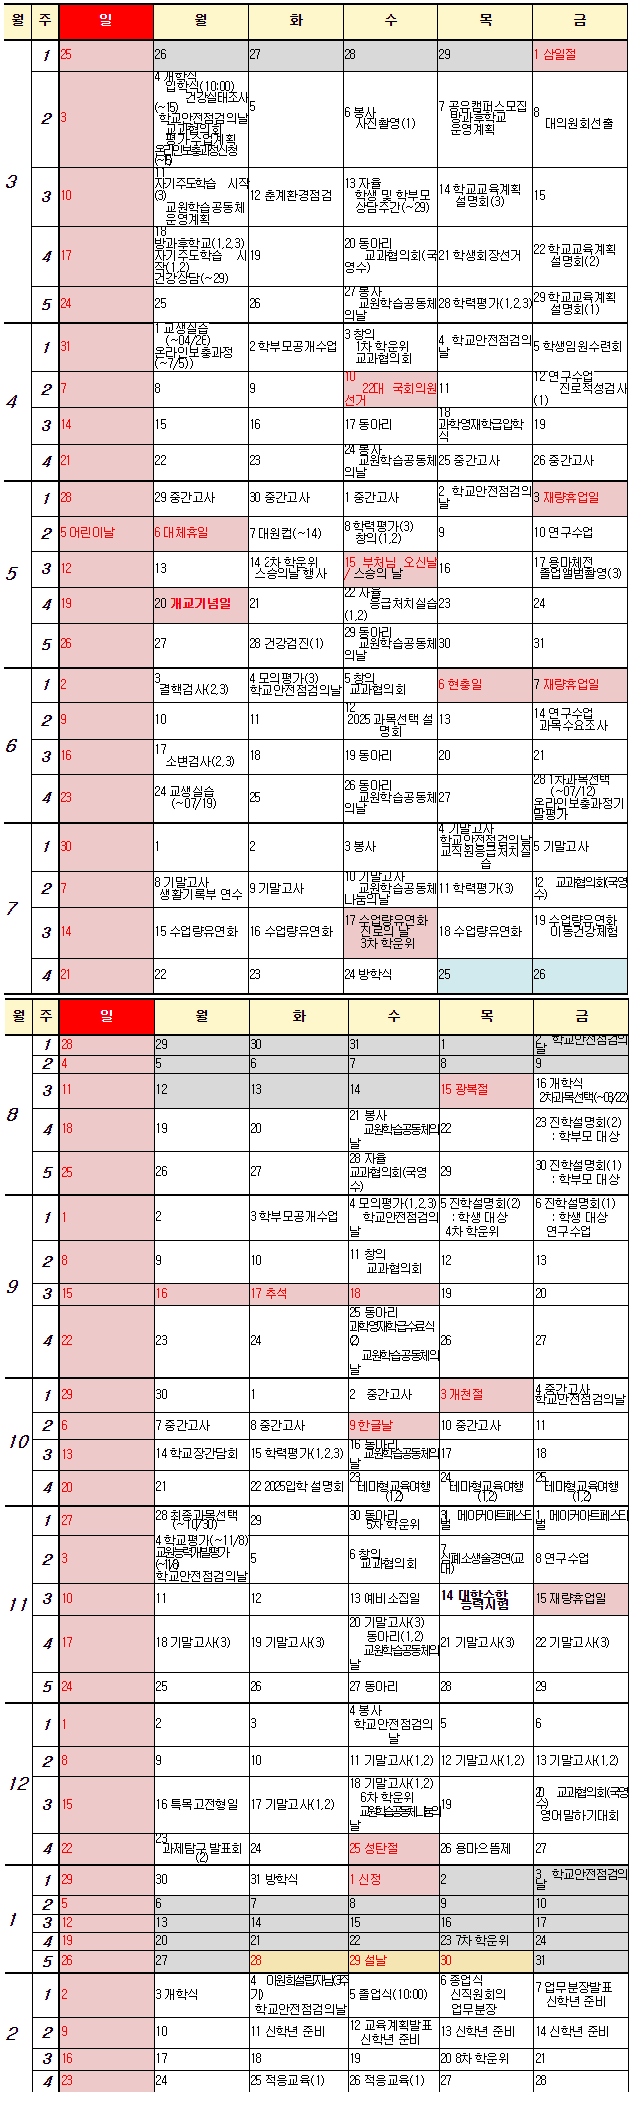 월 주 일 월 화 수 목 금
3
1 25 26 27 28 29 1 삼일절
2 3
4 개학식
입학식(10:00)
건강실태조사
(~15)
학교안전점검의날
교과협의회
평가·수업계획
온라인보충과정신청
5
6 봉사
사진촬영(1)
7 공유캠퍼스모집
방과후학교
운영계획
8
대의원회선출
3 10
11
자기주도학습 시작
(3)
교원학습공동체
운영계획
12 춘계환경점검
13 자율
학생 및 학부모
상담주간(~29)
14 학교교육계획
설명회(3)
15
4 17
18
방과후학교(1,2,3)
자기주도학습 시
작(1,2)
건강상담(~29)
19
20 동아리
교과협의회(국
영수)
21 학생회장선거
22 학교교육계획
설명회(2)
5 24 25 26
27 봉사
교원학습공동체
의날
28 학력평가(1,2,3)
29 학교교육계획
설명회(1)
4
1 31
1 교생실습
(~04/26)
온라인보충과정
(~7/5))
2 학부모공개수업
3 창의
1차 학운위
교과협의회
4 학교안전점검의
날
5 학생임원수련회
2 7 8 9
10
22대 국회의원
선거
11
12 연구수업
진로적성검사
(1)
3 14 15 16 17 동아리
18
과학영재학급입학
식
19
4 21 22 23
24 봉사
교원학습공동체
의날
25 중간고사 26 중간고사
5
1 28 29 중간고사 30 중간고사 1 중간고사
2 학교안전점검의
날
3 재량휴업일
2 5 어린이날 6 대체휴일 7 대원컵(~14)
8 학력평가(3)
창의(1,2)
9 10 연구수업
3 12 13
14 2차 학운위
스승의날 행사
15 부처님 오신날
/ 스승의 날
16
17 용마체전
졸업앨범촬영(3)
4 19 20 개교기념일 21
22 자율
응급처치실습
(1,2)
23 24
5 26 27 28 건강검진(1)
29 동아리
교원학습공동체
의날
30 31
6
1 2
3
결핵검사(2,3)
4 모의평가(3)
학교안전점검의날
5 창의
교과협의회
6 현충일 7 재량휴업일
2 9 10 11
12
2025 과목선택 설
명회
13
14 연구수업
과목수요조사
3 16
17
소변검사(2,3)
18 19 동아리 20 21
4 23
24 교생실습
(~07/19)
25
26 동아리
교원학습공동체
의날
27
28 1차과목선택
(~07/12)
온라인보충과정기
말평가
7
1 30 1 2 3 봉사
4 기말고사
학교안전점검의날
교직원응급처치실
습
5 기말고사
2 7
8 기말고사
생활기록부 연수
9 기말고사
10 기말고사
교원학습공동체
나눔의날
11 학력평가(3)
12 교과협의회(국영
수)
3 14 15 수업량유연화 16 수업량유연화
17 수업량유연화
진로의 날
3차 학운위
18 수업량유연화
19 수업량유연화
이동건강체험
4 21 22 23 24 방학식 25 26
월 주 일 월 화 수 목 금
8
1 28 29 30 31 1
2 학교안전점검의
날
2 4 5 6 7 8 9
3 11 12 13 14 15 광복절
16 개학식
2차과목선택(~08/22)
4 18 19 20
21 봉사
교원학습공동체의
날
22
23 진학설명회(2)
: 학부모 대상
5 25 26 27
28 자율
교과협의회(국영
수)
29
30 진학설명회(1)
: 학부모 대상
9
1 1 2 3 학부모공개수업
4 모의평가(1,2,3)
학교안전점검의
날
5 진학설명회(2)
: 학생 대상
4차 학운위
6 진학설명회(1)
: 학생 대상
연구수업
2 8 9 10
11 창의
교과협의회
12 13
3 15 16 17 추석 18 19 20
4 22 23 24
25 동아리
과학영재학급수료식
(2)
교원학습공동체의
날
26 27
10
1 29 30 1 2 중간고사 3 개천절
4 중간고사
학교안전점검의날
2 6 7 중간고사 8 중간고사 9 한글날 10 중간고사 11
3 13 14 학교장간담회 15 학력평가(1,2,3)
16 동아리
교원학습공동체의
날
17 18
4 20 21 22 2025입학 설명회
23
테마형교육여행
(1,2)
24
테마형교육여행
(1,2)
25
테마형교육여행
(1,2)
11
1 27
28 최종과목선택
(~10/30)
29
30 동아리
5차 학운위
31 메이커아트페스티
벌
1 메이커아트페스티
벌
2 3
4 학교평가(~11/8)
교원능력개발평가
학교안전점검의날
5
6 창의
교과협의회
7
8 연구수업
3 10 11 12 13 예비소집일
14 대학수학
능력시험
15 재량휴업일
4 17 18 기말고사(3) 19 기말고사(3)
20 기말고사(3)
동아리(1,2)
교원학습공동체의
날
21 기말고사(3) 22 기말고사(3)
5 24 25 26 27 동아리 28 29
12
1 1 2 3
4 봉사
학교안전점검의
날
5 6
2 8 9 10 11 기말고사(1,2) 12 기말고사(1,2) 13 기말고사(1,2)
3 15 16 특목고전형일 17 기말고사(1,2)
18 기말고사(1,2)
6차 학운위
교원학습공동체나눔의
날
19
20 교과협의회(국영
수)
영어말하기대회
4 22
23
과제탐구 발표회
(2)
24 25 성탄절 26 용마으뜸제 27
1
1 29 30 31 방학식 1 신정 2
3 학교안전점검의
날
2 5 6 7 8 9 10
3 12 13 14 15 16 17
4 19 20 21 22 23 7차 학운위 24
5 26 27 28 29 설날 30 31
2
1 2 3 개학식
4 이원희설립자님(3주
기)
학교안전점검의날
5 졸업식(10:00)
6 종업식
신직원회의
업무분장
7 업무분장발표
신학년 준비
2 9 10 11 신학년 준비
12 교육계획발표
신학년 준비
13 신학년 준비 14 신학년 준비
3 16 17 18 19 20 8차 학운위 21
4 23 24 25 적응교육(1) 26 적응교육(1) 27 28